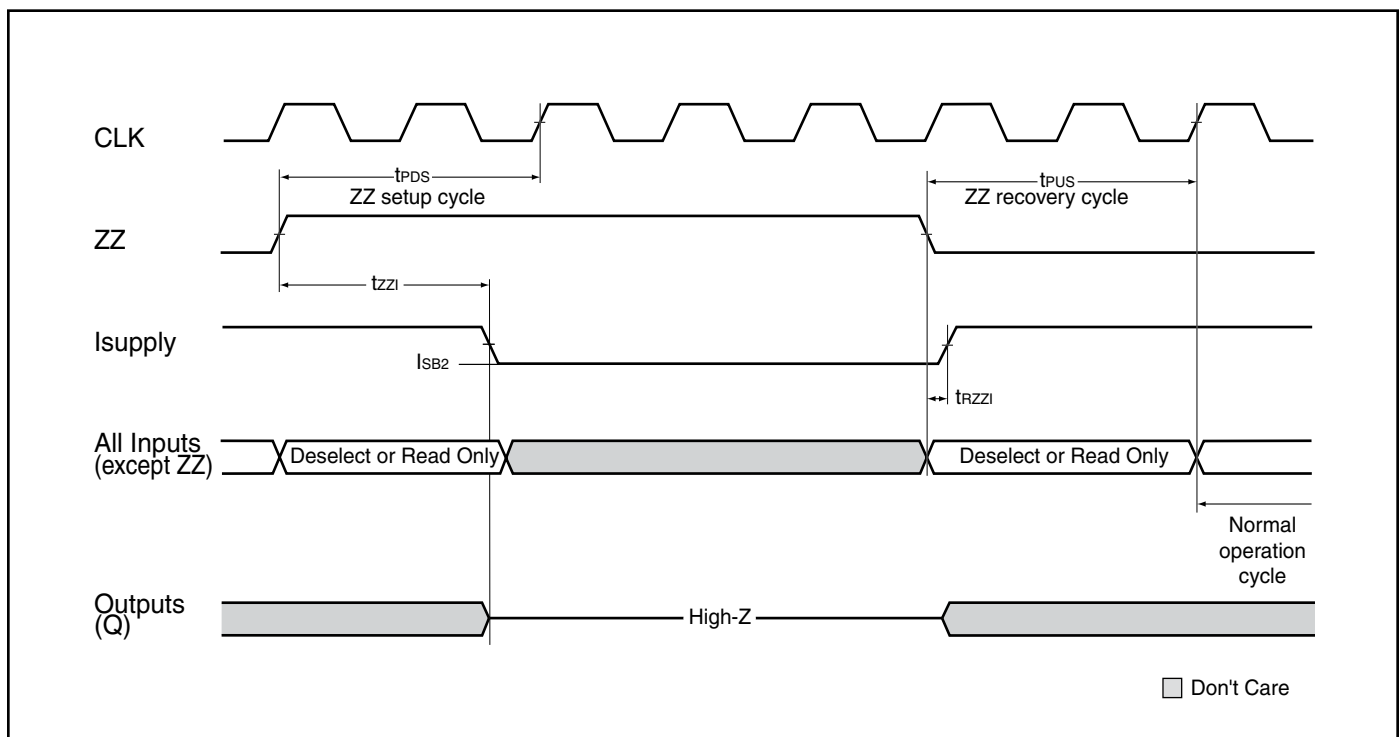 CLK
tPDS
ZZ setup cycle
tPUS
ZZ recovery cycle
ZZ
tZZI
Isupply
ISB2
tRZZI
All Inputs
(except ZZ)
Deselect or Read Only
Deselect or Read Only
Normal
operation
cycle
Outputs
(Q)
High-Z
Don't Care